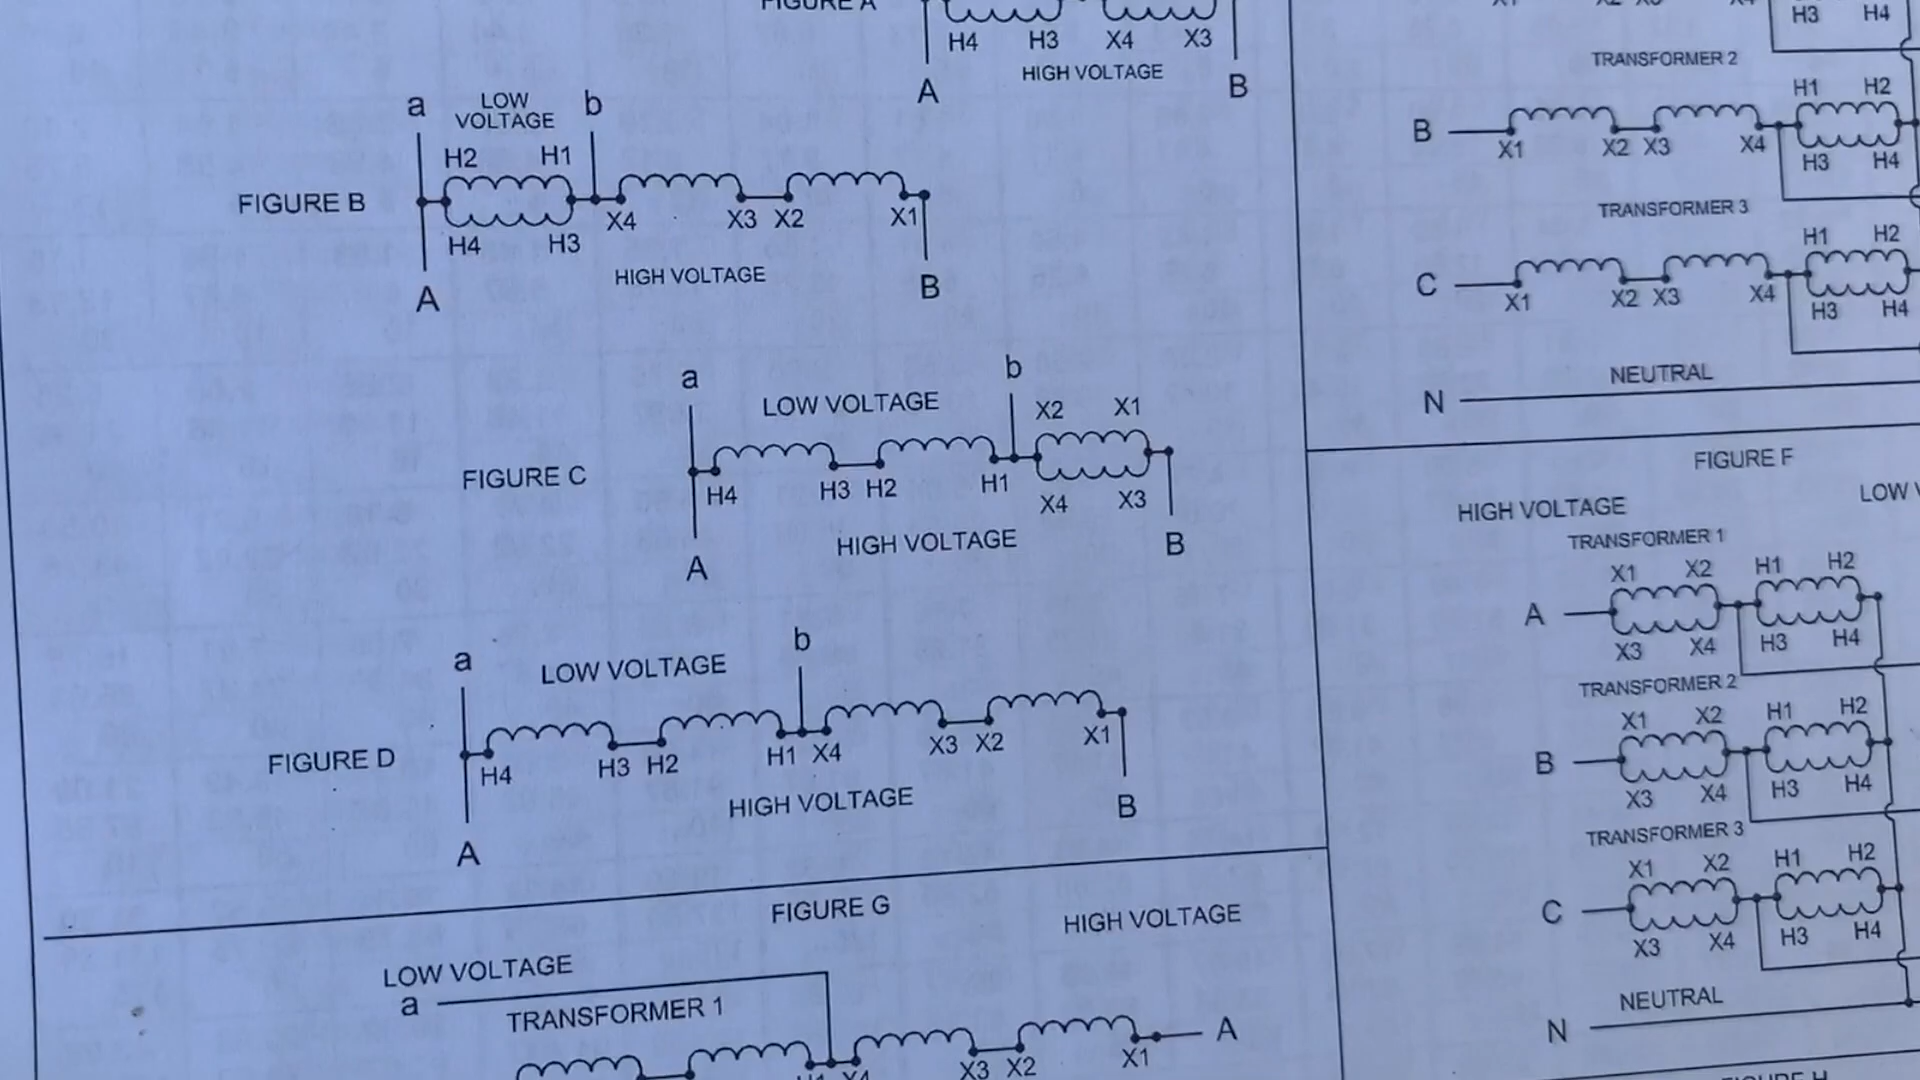 FIGURE A
H4 H3 X4 X3
HIGH VOLTAGE
A B
a LOW VOLTAGE b
H2 H1
FIGURE B
X4 X3 X2 X1
H4 H3
HIGH VOLTAGE
A B
a b
LOW VOLTAGE
X2 X1
FIGURE C
H4 H3 H2 H1
X4 X3
HIGH VOLTAGE
A B
a b
LOW VOLTAGE
FIGURE D
H4 H3 H2 H1 X4 X3 X2 X1
HIGH VOLTAGE
A B
FIGURE G
HIGH VOLTAGE
LOW VOLTAGE
a
TRANSFORMER 1
A
X3 X2 X1
H3 H4
TRANSFORMER 2
H1 H2
B
X1 X2 X3 X4
H3 H4
TRANSFORMER 3
H1 H2
C
X1 X2 X3 X4
H3 H4
NEUTRAL
N
FIGURE F
HIGH VOLTAGE LOW
TRANSFORMER 1
X1 X2 H1 H2
A
X3 X4 H3 H4
TRANSFORMER 2
X1 X2 H1 H2
B
X3 X4 H3 H4
TRANSFORMER 3
X1 X2 H1 H2
C
X3 X4 H3 H4
NEUTRAL
N
FIGURE H